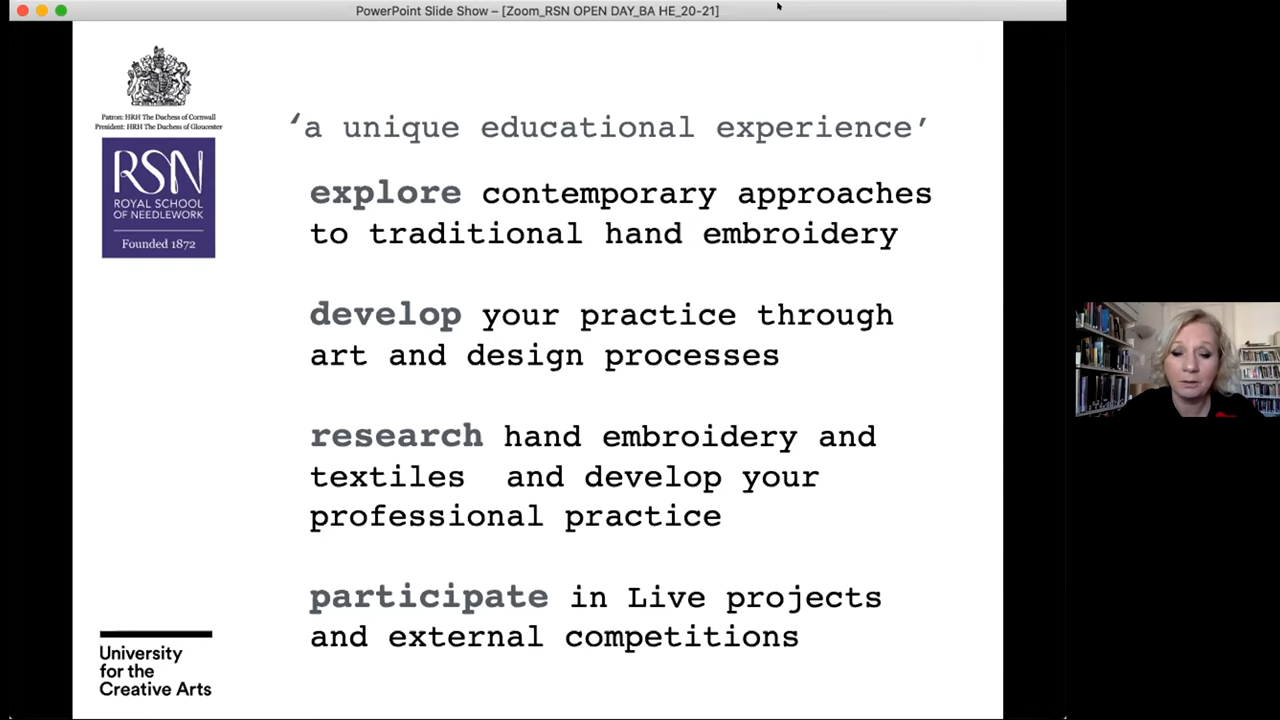 PowerPoint Slide Show – [Zoom_RSN OPEN DAY_BA HE_20-21]
Patron: HRH The Duchess of Cornwall
President: HRH The Duchess of Gloucester
RSN
ROYAL SCHOOL
OF NEEDLEWORK
Founded 1872
‘a unique educational experience’
explore contemporary approaches
to traditional hand embroidery
develop your practice through
art and design processes
research hand embroidery and
textiles  and develop your
professional practice
participate in Live projects
and external competitions
University
for the
Creative Arts